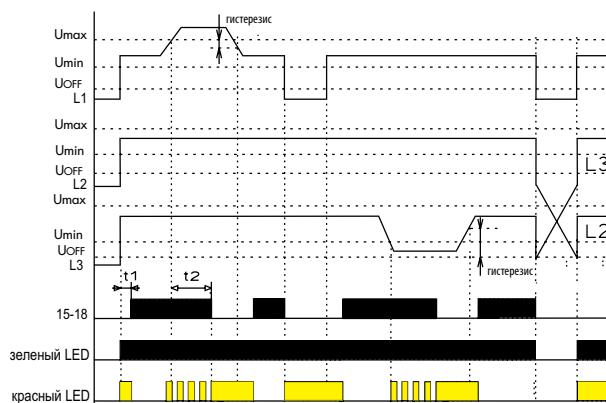 гистерезис
Umax
Umin
UOFF
L1
Umax
Umin
UOFF
L2
L3
Umax
Umin
UOFF
L3
L2
гистерезис
t1
t2
15-18
зеленый LED
красный LED